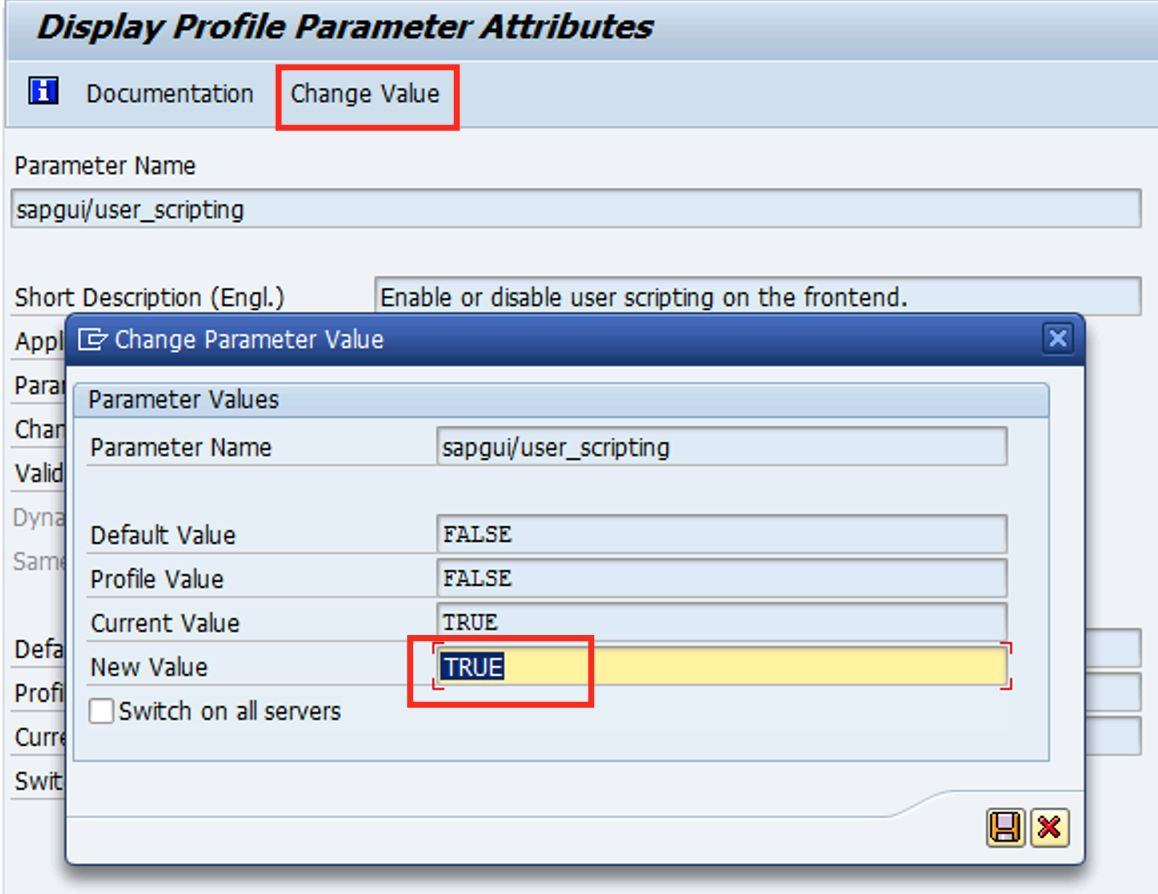 Display Profile Parameter Attributes
Documentation Change Value
Parameter Name
sapgui/user_scripting
Short Description (Engl.) Enable or disable user scripting on the frontend.
Appl
Change Parameter Value
Para
Parameter Values
Chan
Parameter Name sapgui/user_scripting
Valid
Dyna
Default Value FALSE
Same
Profile Value FALSE
Current Value TRUE
Defa
New Value TRUE
Profi
Switch on all servers
Curre
Swit